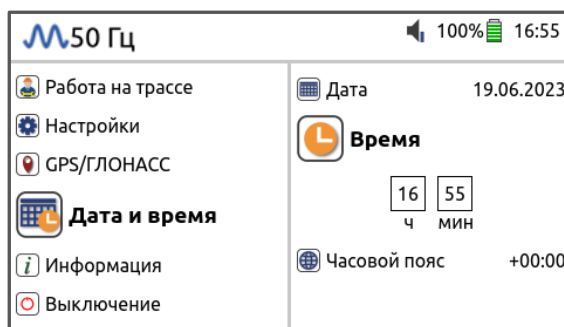 50 Гц 100% 16:55
Работа на трассе
Настройки
GPS/ГЛОНАСС
Дата и время
Информация
Выключение
Дата 19.06.2023
Время
16 55
ч мин
Часовой пояс +00:00